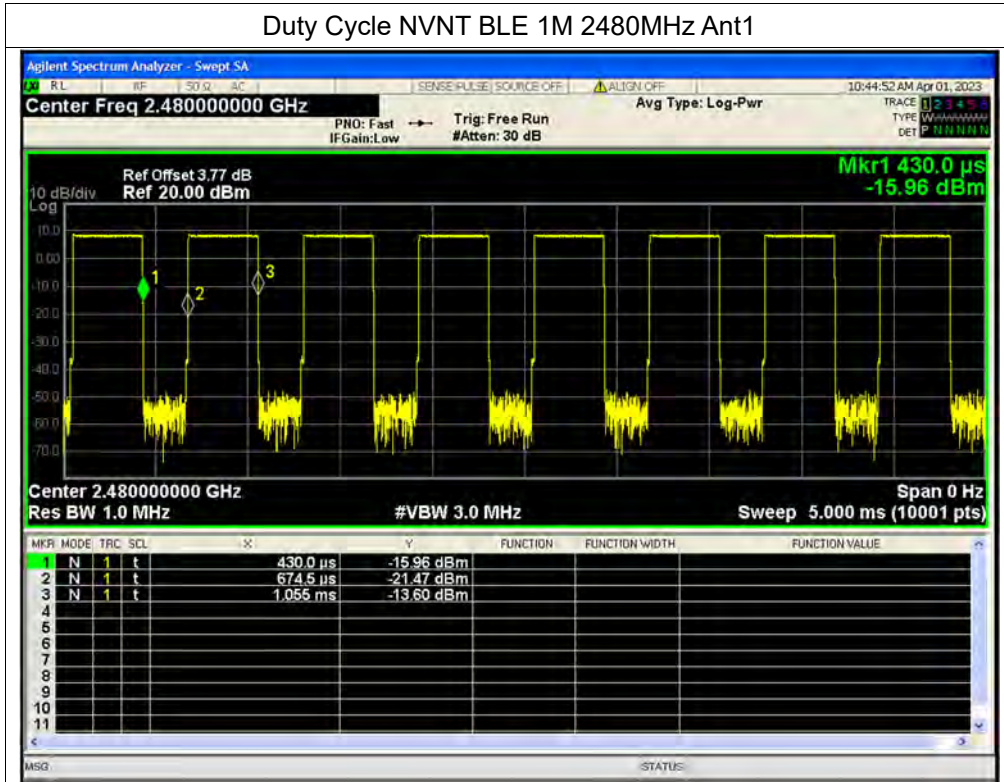 Duty Cycle NVNT BLE 1M 2480MHz Ant1
Agilent Spectrum Analyzer - Swept SA
LXI RL RF 50 Ω AC SENSE:PULSE SOURCE OFF ALIGN OFF 10:44:52 AM Apr 01, 2023
Center Freq 2.480000000 GHz Avg Type: Log-Pwr TRACE 1 2 3 4 5 6
PNO: Fast Trig: Free Run TYPE W
IFGain:Low #Atten: 30 dB DET P N N N N N
Mkr1 430.0 µs
Ref Offset 3.77 dB
10 dB/div Ref 20.00 dBm -15.96 dBm
Log
10.0
0.00
-10.0
-20.0
-30.0
-40.0
-50.0
-60.0
-70.0
1
2
3
Center 2.480000000 GHz Span 0 Hz
Res BW 1.0 MHz #VBW 3.0 MHz Sweep 5.000 ms (10001 pts)
MKR MODE TRC SCL X Y FUNCTION FUNCTION WIDTH FUNCTION VALUE
1 N 1 t 430.0 µs -15.96 dBm
2 N 1 t 674.5 µs -21.47 dBm
3 N 1 t 1.055 ms -13.60 dBm
4
5
6
7
8
9
10
11
MSG STATUS